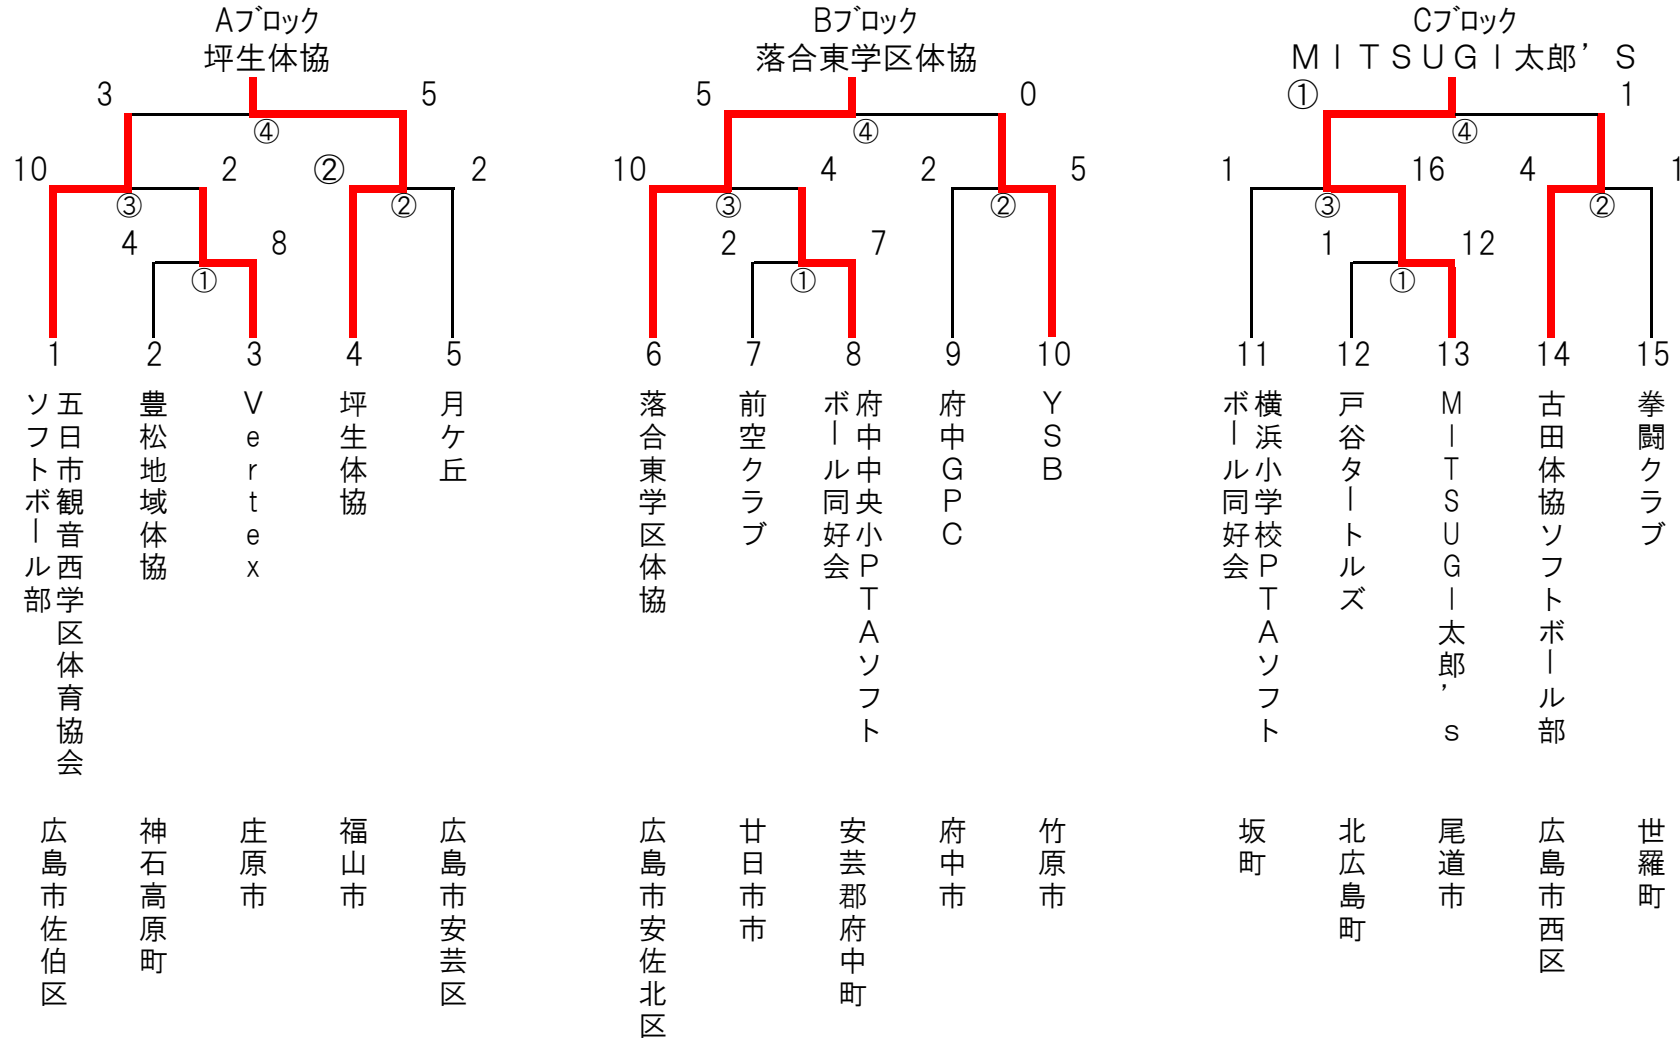 Aブロック
坪生体協
3
5
④
10
2
②
2
③
②
4
8
①
1
2
3
4
5
五日市観音西学区体育協会
ソフトボール部
豊松地域体協
Vertex
坪生体協
月ケ丘
広島市佐伯区
神石高原町
庄原市
福山市
広島市安芸区
Bブロック
落合東学区体協
5
0
④
10
4
2
5
③
②
2
7
①
6
7
8
9
10
落合東学区体協
前空クラブ
府中中央小PTAソフト
ボール同好会
府中GPC
YSB
広島市安佐北区
廿日市市
安芸郡府中町
府中市
竹原市
Cブロック
MITSUGI太郎’S
①
1
④
1
16
4
1
③
②
1
12
①
11
12
13
14
15
横浜小学校PTAソフト
ボール同好会
戸谷タートルズ
MITSUGI太郎’s
古田体協ソフトボール部
拳闘クラブ
坂町
北広島町
尾道市
広島市西区
世羅町